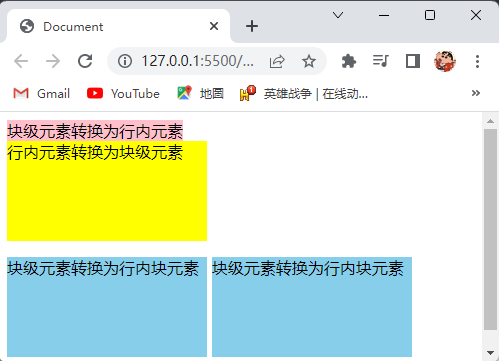 Document
127.0.0.1:5500/...
Gmail
YouTube
地图
英雄战争 | 在线动...
块级元素转换为行内元素
行内元素转换为块级元素
块级元素转换为行内块元素 块级元素转换为行内块元素